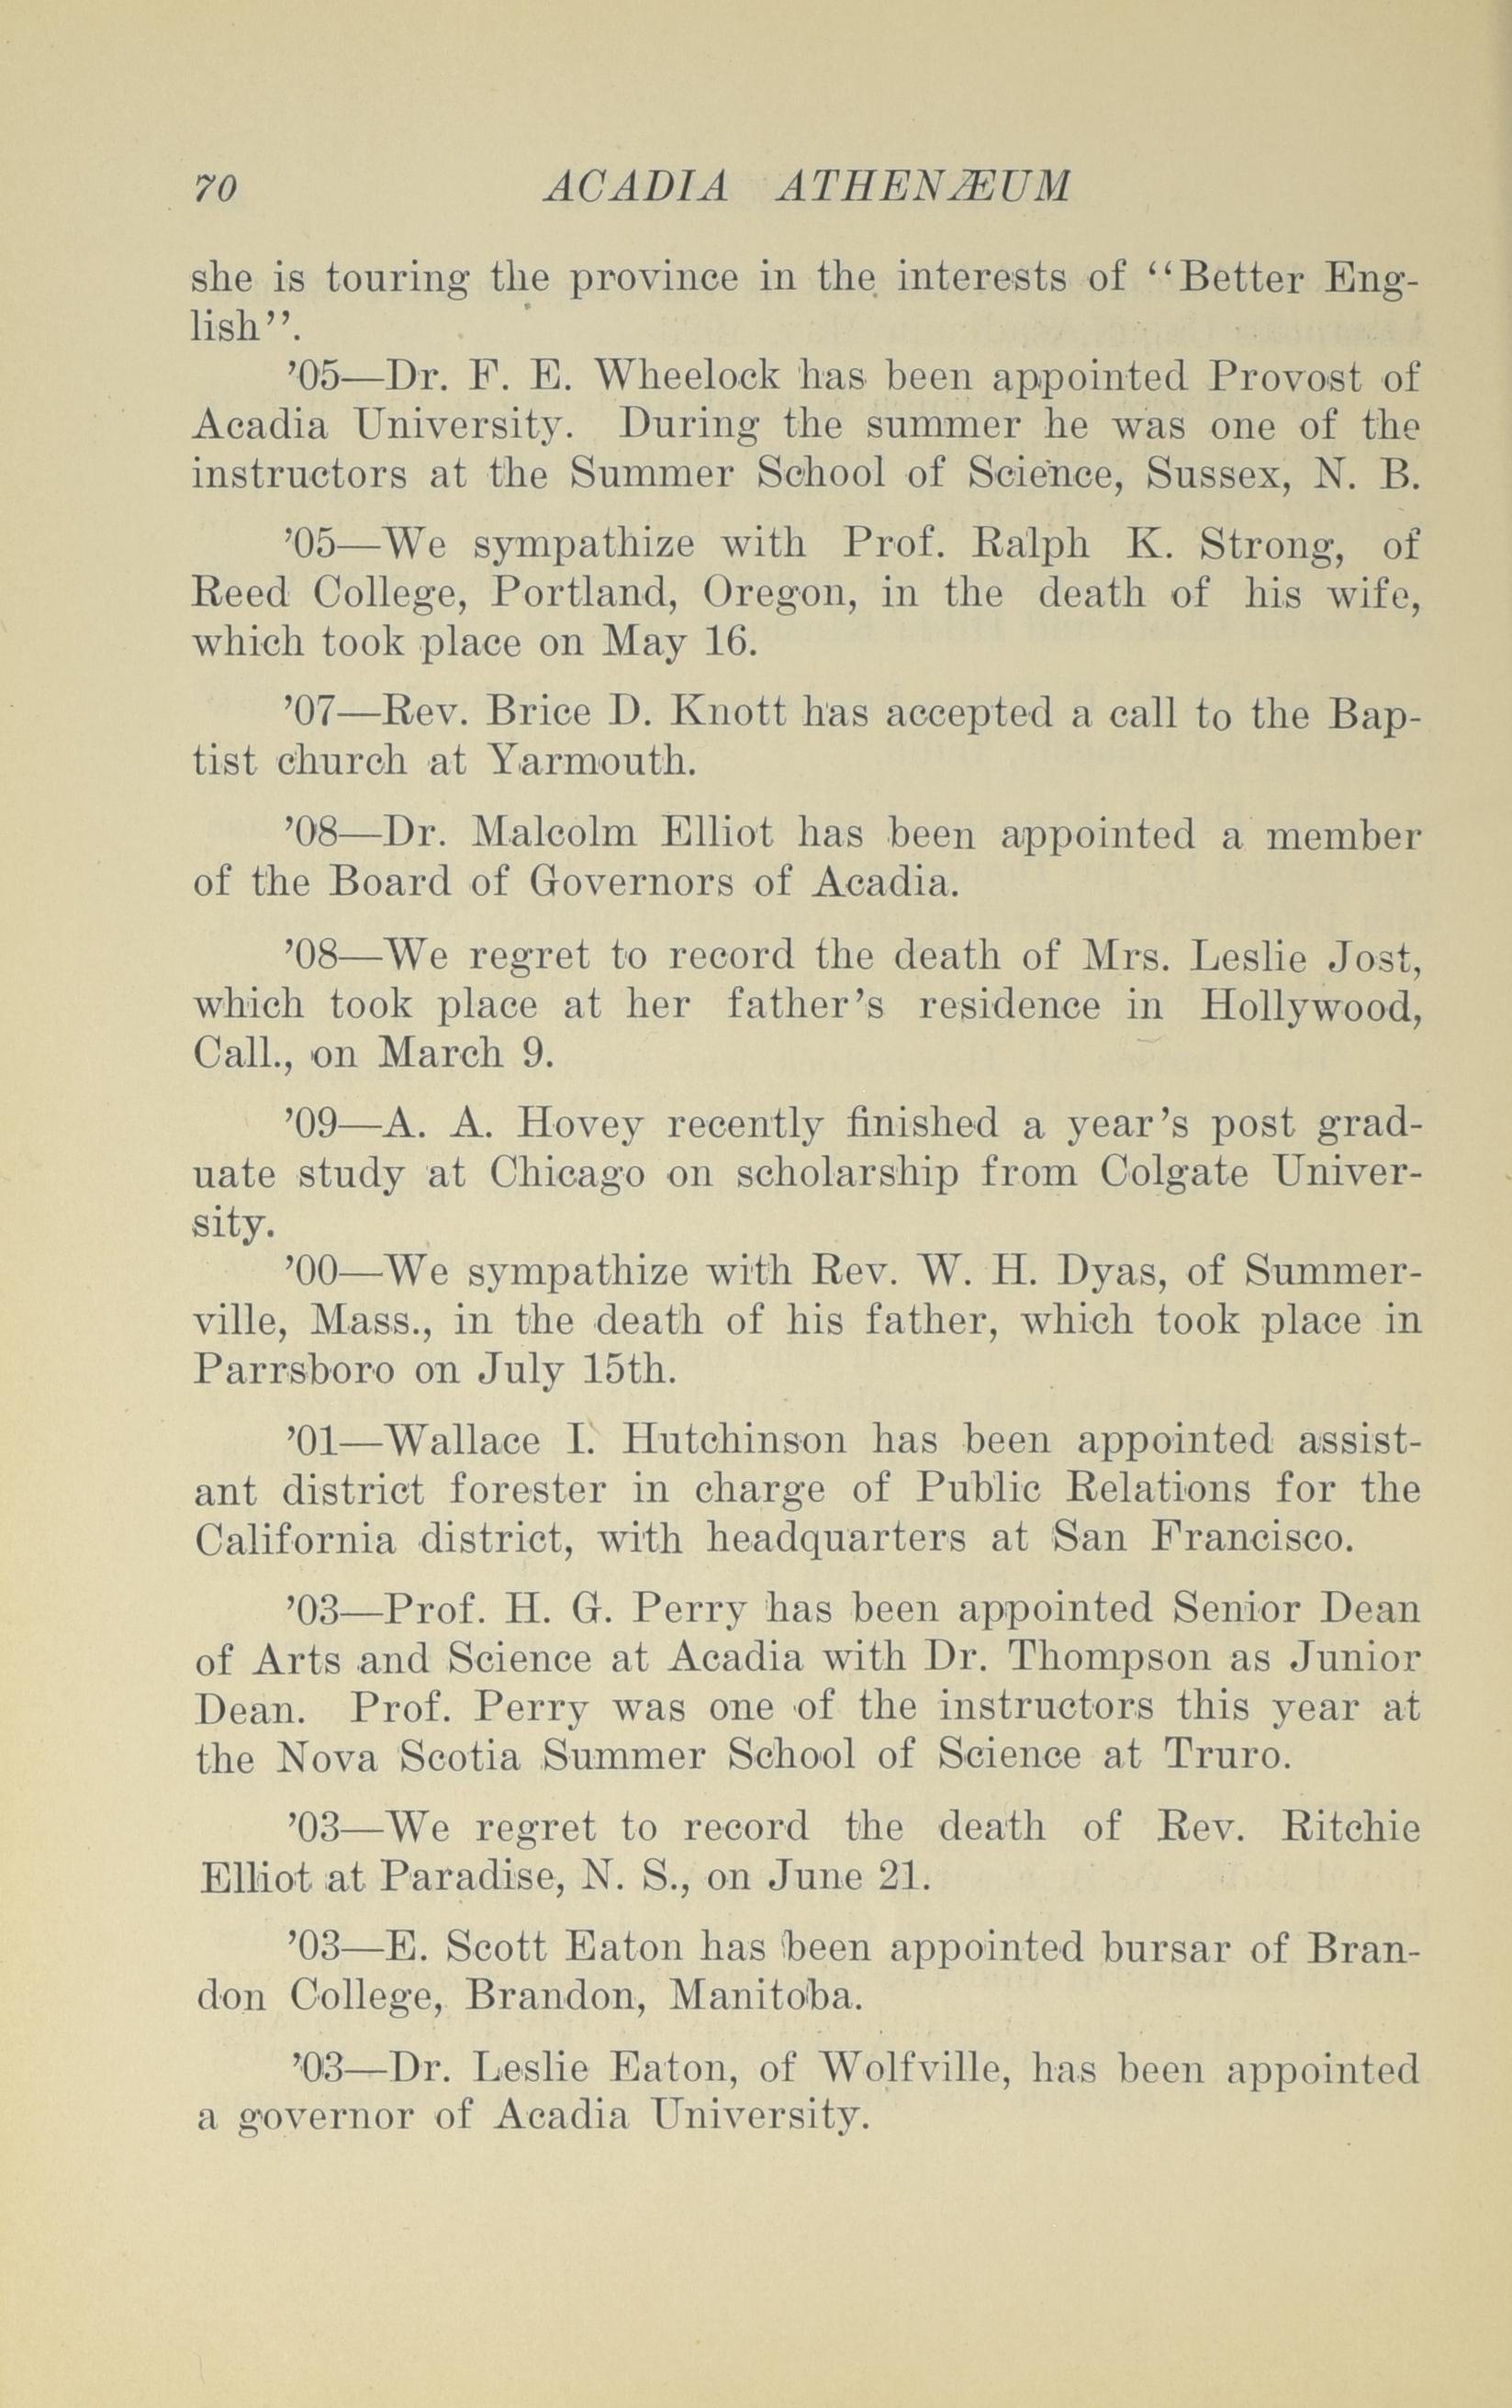 70 ACADIA ATHENÆUM
she is touring the province in the interests of "Better Eng-
lish".
'05—Dr. F. E. Wheelock has been appointed Provost of
Acadia University. During the summer he was one of the
instructors at the Summer School of Science, Sussex, N. B.
'05—We sympathize with Prof. Ralph K. Strong, of
Reed College, Portland, Oregon, in the death of his wife,
which took place on May 16.
'07—Rev. Brice D. Knott has accepted a call to the Bap-
tist church at Yarmouth.
'08—Dr. Malcolm Elliot has been appointed a member
of the Board of Governors of Acadia.
'08—We regret to record the death of Mrs. Leslie Jost,
which took place at her father's residence in Hollywood,
Call., on March 9.
'09—A. A. Hovey recently finished a year's post grad-
uate study at Chicago on scholarship from Colgate Univer-
sity.
'00—We sympathize with Rev. W. H. Dyas, of Summer-
ville, Mass., in the death of his father, which took place in
Parrsboro on July 15th.
'01—Wallace I. Hutchinson has been appointed assist-
ant district forester in charge of Public Relations for the
California district, with headquarters at San Francisco.
'03—Prof. H. G. Perry has been appointed Senior Dean
of Arts and Science at Acadia with Dr. Thompson as Junior
Dean. Prof. Perry was one of the instructors this year at
the Nova Scotia Summer School of Science at Truro.
'03—We regret to record the death of Rev. Ritchie
Elliot at Paradise, N. S., on June 21.
'03—E. Scott Eaton has been appointed bursar of Bran-
don College, Brandon, Manitoba.
'03—Dr. Leslie Eaton, of Wolfville, has been appointed
a governor of Acadia University.